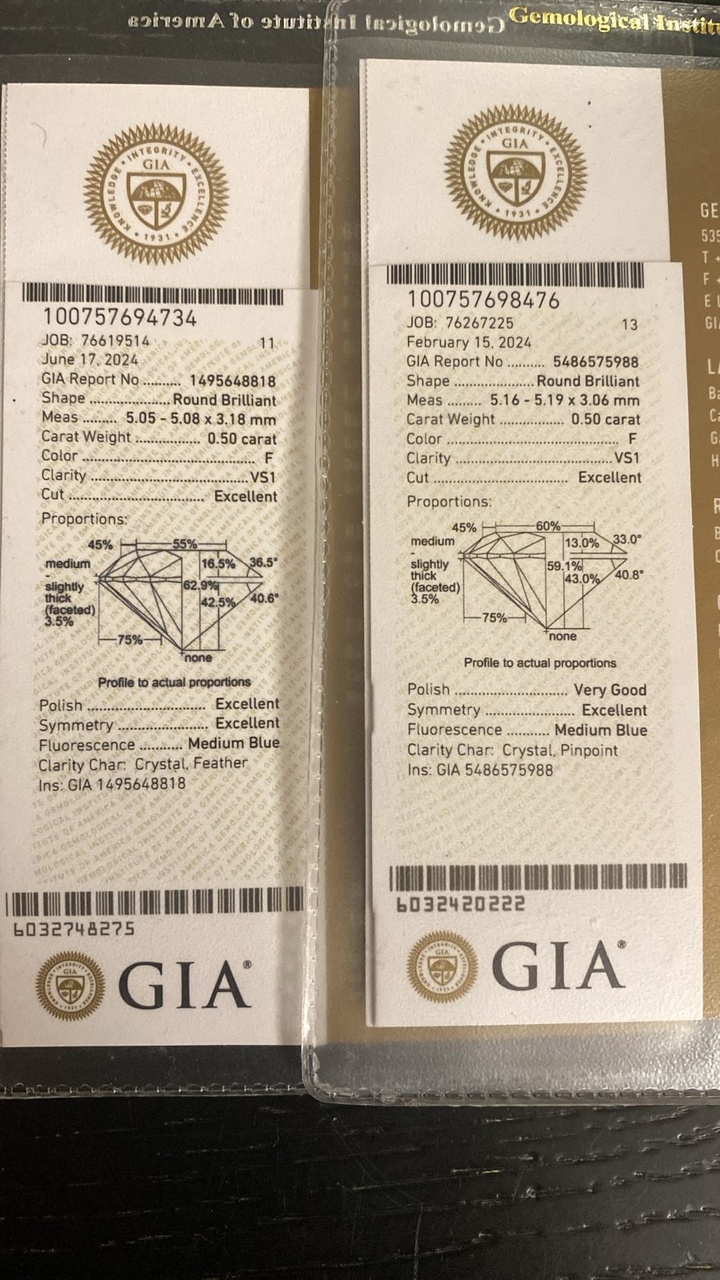 Gemological Institute of America
Gemological Institu
KNOWLEDGE • INTEGRITY • EXCELLENCE
GIA
• 1931 •
100757694734
JOB: 76619514 11
June 17, 2024
GIA Report No .......... 1495648818
Shape .................... Round Brilliant
Meas ......... 5.05 - 5.08 x 3.18 mm
Carat Weight ................ 0.50 carat
Color ........................................... F
Clarity ...................................... VS1
Cut ................................. Excellent
Proportions:
45% 55%
medium
-
slightly
thick
(faceted)
3.5%
16.5% 36.5°
62.9%
42.5% 40.6°
75%
none
Profile to actual proportions
Polish ............................. Excellent
Symmetry ...................... Excellent
Fluorescence .......... Medium Blue
Clarity Char: Crystal, Feather
Ins: GIA 1495648818
6032748275
GIA
GIA®
KNOWLEDGE • INTEGRITY • EXCELLENCE
GIA
• 1931 •
100757698476
JOB: 76267225 13
February 15, 2024
GIA Report No .......... 5486575988
Shape .................... Round Brilliant
Meas ......... 5.16 - 5.19 x 3.06 mm
Carat Weight ................ 0.50 carat
Color ........................................... F
Clarity ...................................... VS1
Cut ................................. Excellent
Proportions:
45% 60%
medium
-
slightly
thick
(faceted)
3.5%
13.0% 33.0°
59.1%
43.0% 40.8°
75%
none
Profile to actual proportions
Polish ............................ Very Good
Symmetry ...................... Excellent
Fluorescence .......... Medium Blue
Clarity Char: Crystal, Pinpoint
Ins: GIA 5486575988
6032420222
GIA
GIA®
GE
535
T +
F +
E I
GIA
LA
Ba
Ca
H